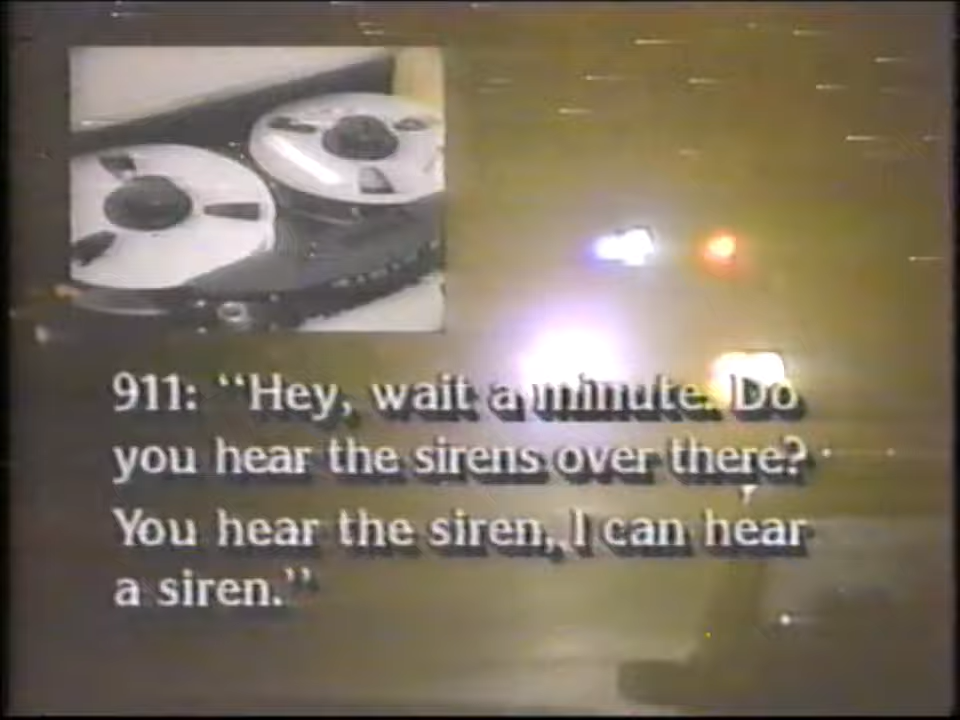 911: “Hey, wait a minute. Do
you hear the sirens over there?
You hear the siren, I can hear
a siren.”